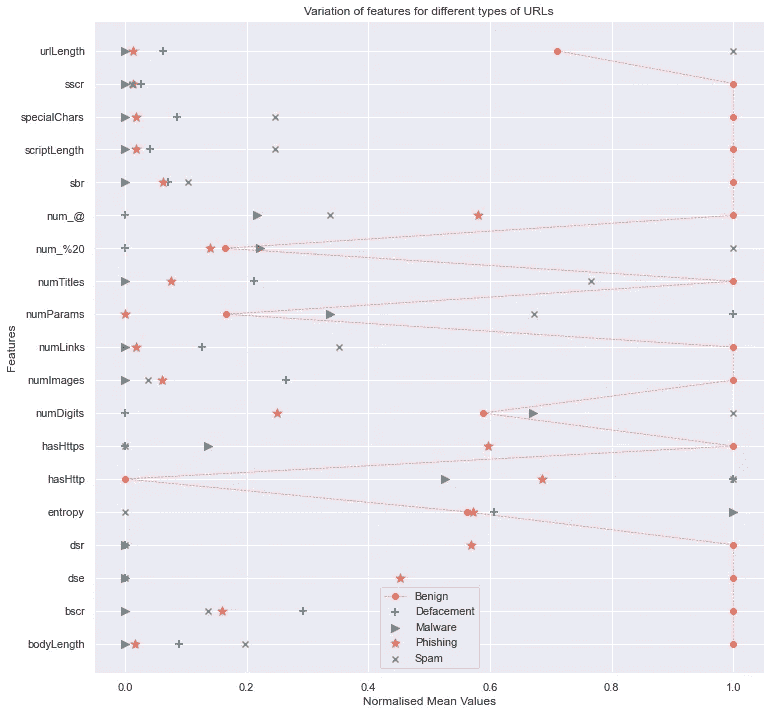 Variation of features for different types of URLs
Features
urlLength
sscr
specialChars
scriptLength
sbr
num_@
num_%20
numTitles
numParams
numLinks
numImages
numDigits
hasHttps
hasHttp
entropy
dsr
dse
bscr
bodyLength
Benign
Defacement
Malware
Phishing
Spam
0.0 0.2 0.4 0.6 0.8 1.0
Normalised Mean Values